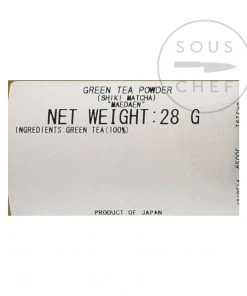 SOUS
CHEF
GREEN TEA POWDER
(SHIKI MATCHA)
"MAEDAEN"
NET WEIGHT:28 G
INGREDIENTS GREEN TEA(100%)
PRODUCT OF JAPAN